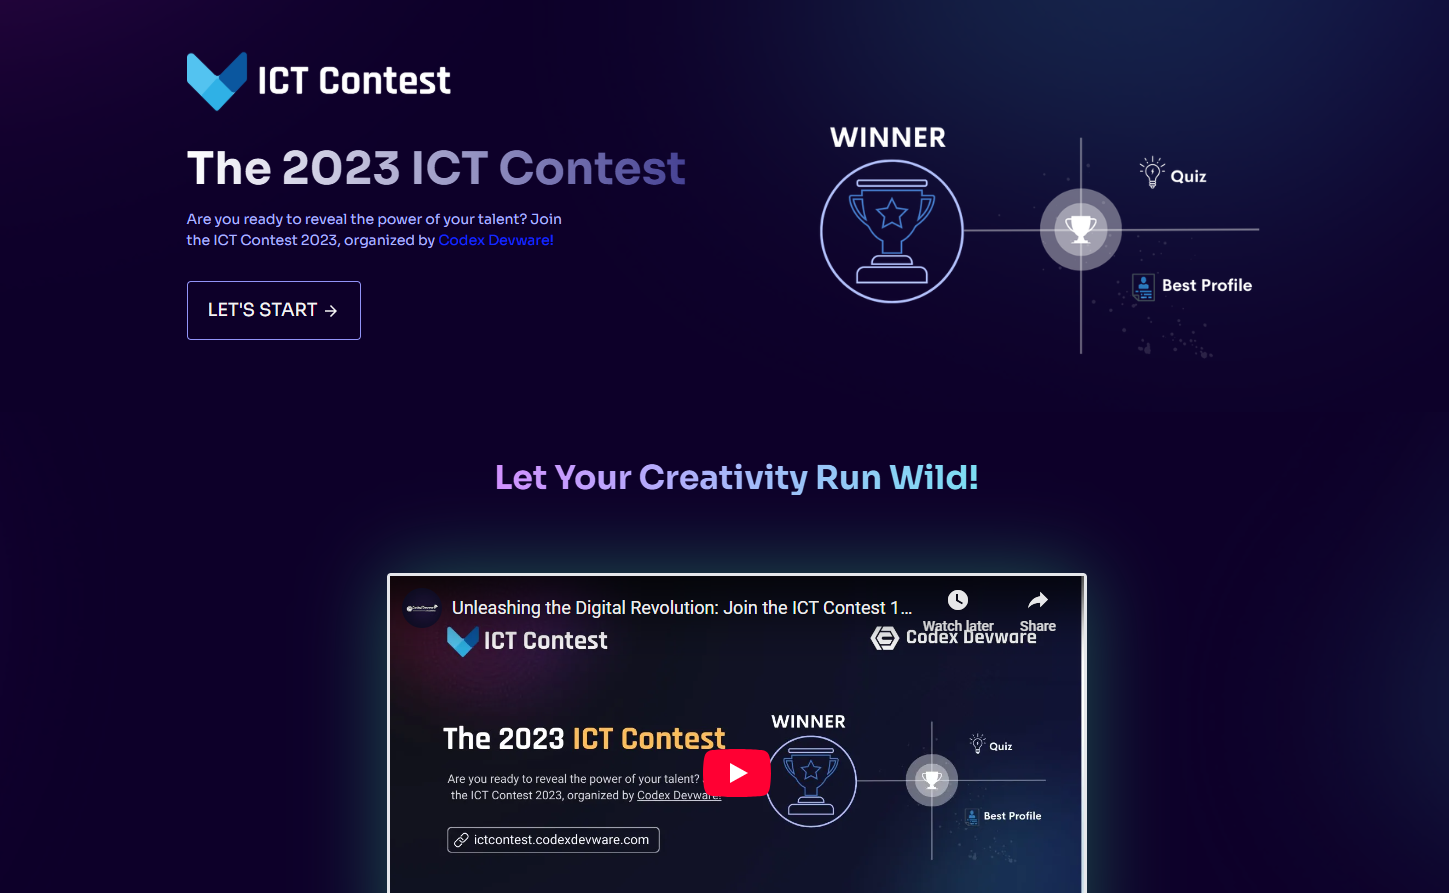 ICT Contest
The 2023 ICT Contest
Are you ready to reveal the power of your talent? Join
the ICT Contest 2023, organized by Codex Devware!
LET'S START →
WINNER
Quiz
Best Profile
Let Your Creativity Run Wild!
Unleashing the Digital Revolution: Join the ICT Contest 1...
Watch later
Share
ICT Contest
Codex Devware
The 2023 ICT Contest
Are you ready to reveal the power of your talent?
the ICT Contest 2023, organized by Codex Devware!
ictcontest.codexdevware.com
WINNER
Quiz
Best Profile